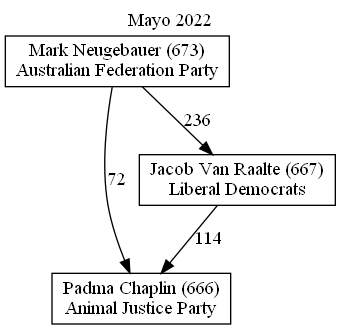 Mayo 2022
Mark Neugebauer (673)
Australian Federation Party
236
72
Jacob Van Raalte (667)
Liberal Democrats
114
Padma Chaplin (666)
Animal Justice Party